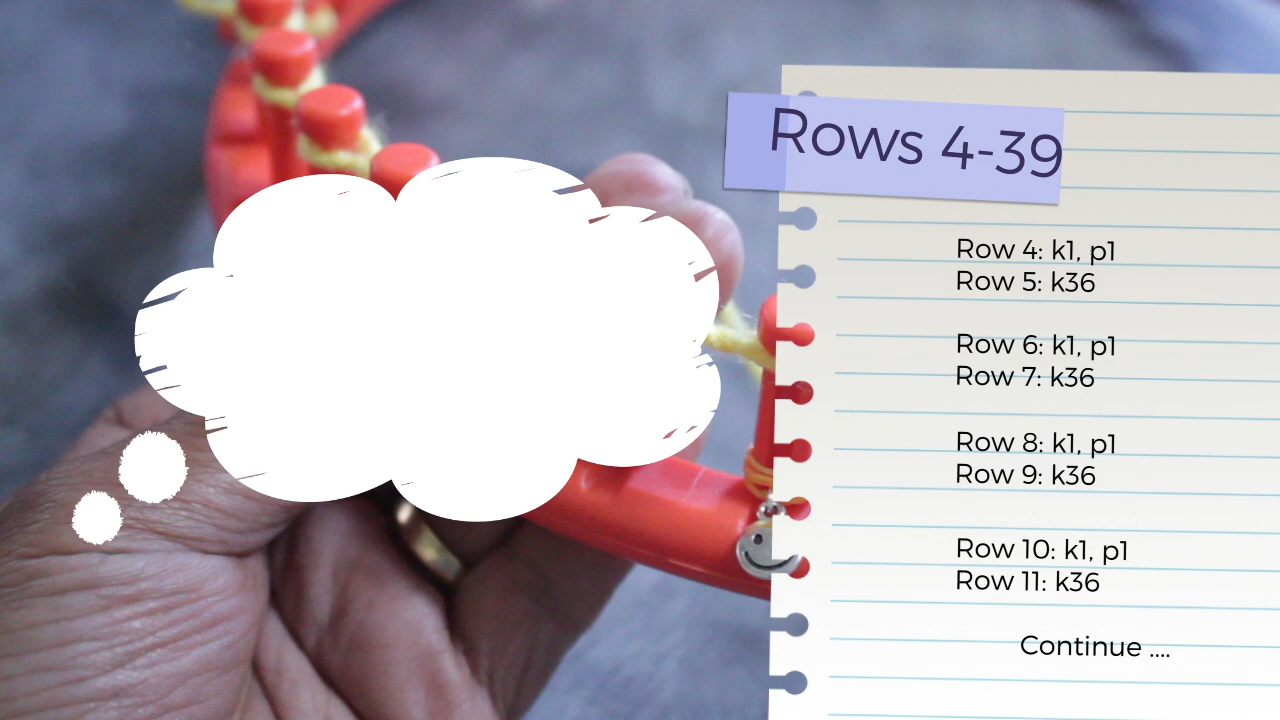 Rows 4-39
Row 4: k1, p1
Row 5: k36
Row 6: k1, p1
Row 7: k36
Row 8: k1, p1
Row 9: k36
Row 10: k1, p1
Row 11: k36
Continue ....